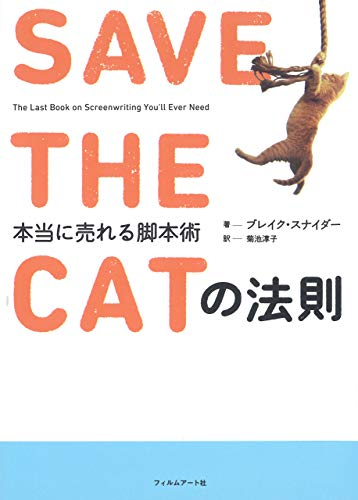 SAVE
The Last Book on Screenwriting You'll Ever Need
THE
著 ブレイク・スナイダー
本当に売れる脚本術
訳 菊池淳子
CATの法則
フィルムアート社